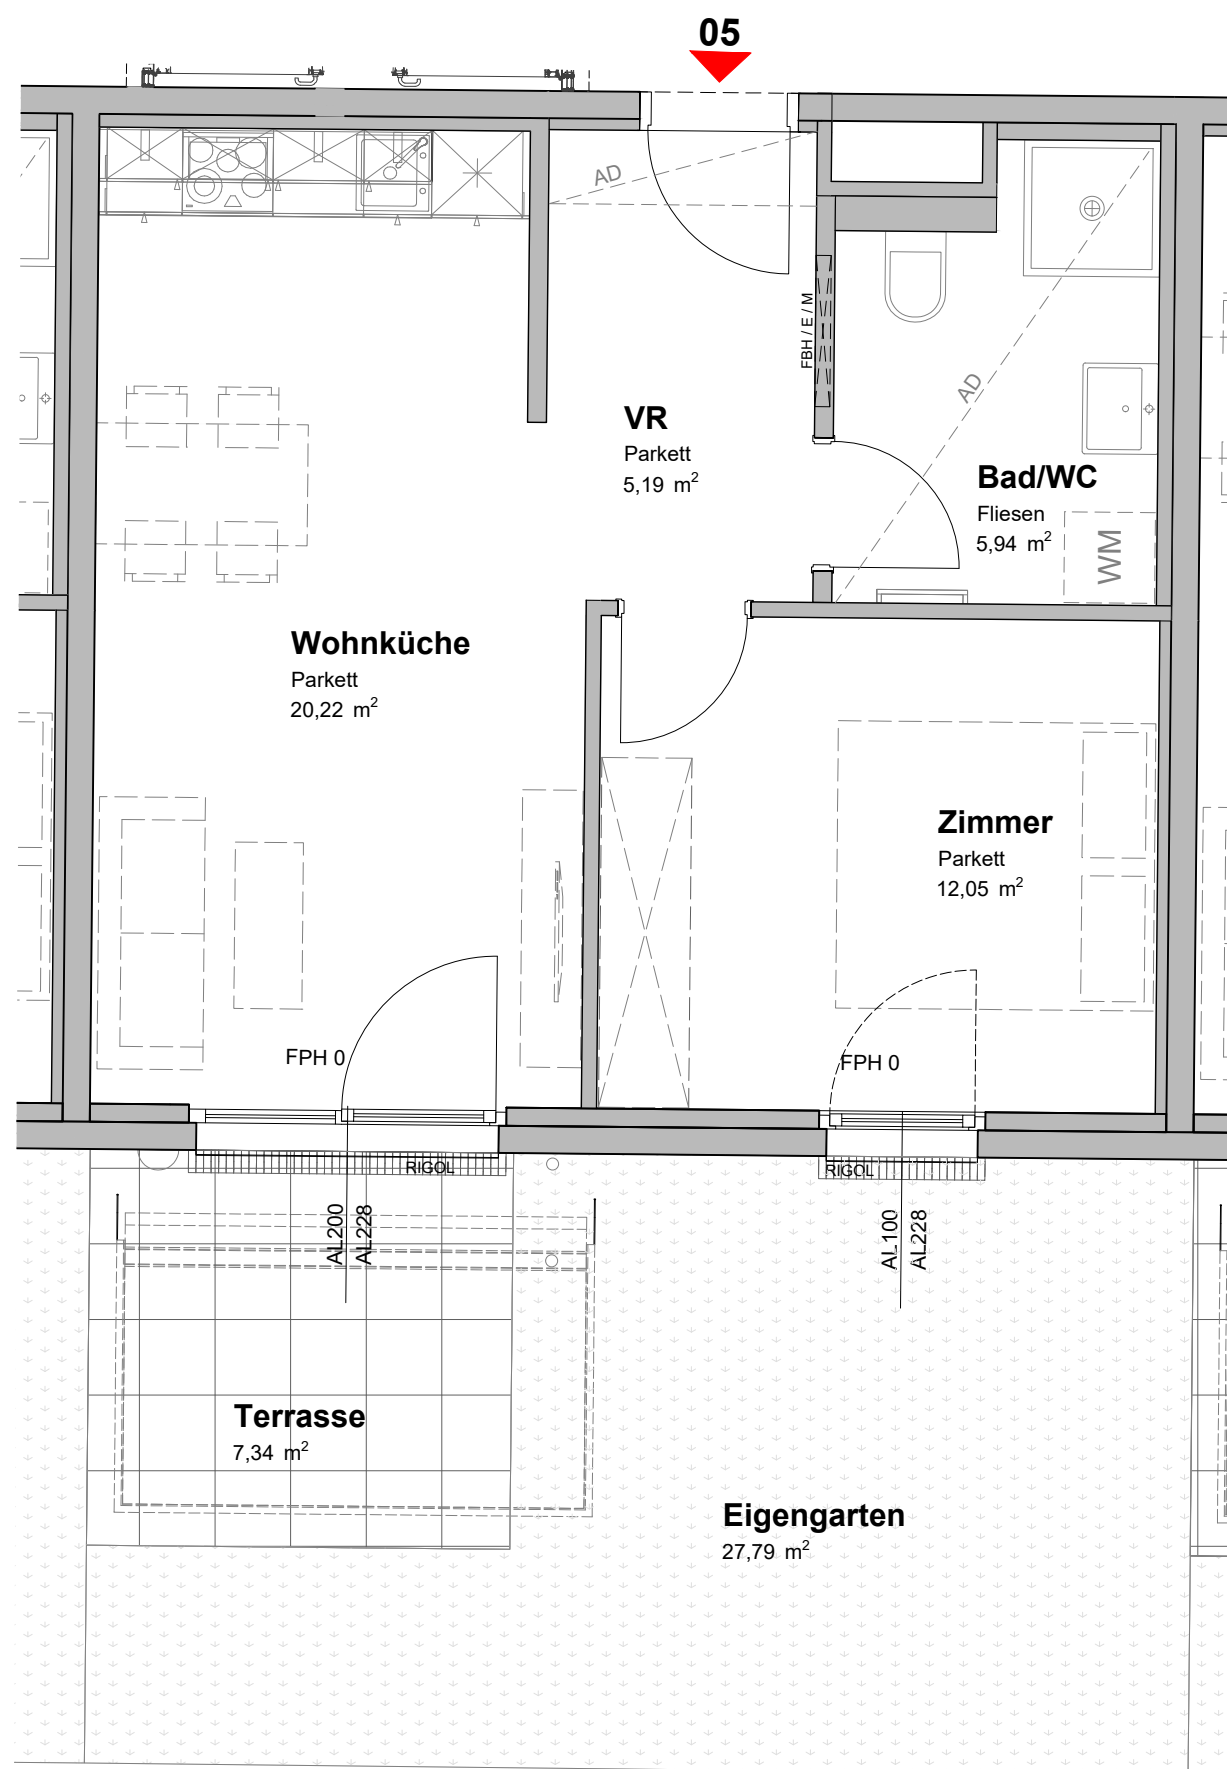 05
AD
FBH / E / M
VR
Parkett
5,19 m²
AD
Bad/WC
Fliesen
5,94 m²
WM
Wohnküche
Parkett
20,22 m²
Zimmer
Parkett
12,05 m²
FPH 0
FPH 0
RIGOL
RIGOL
AL200
AL228
AL100
AL228
Terrasse
7,34 m²
Eigengarten
27,79 m²